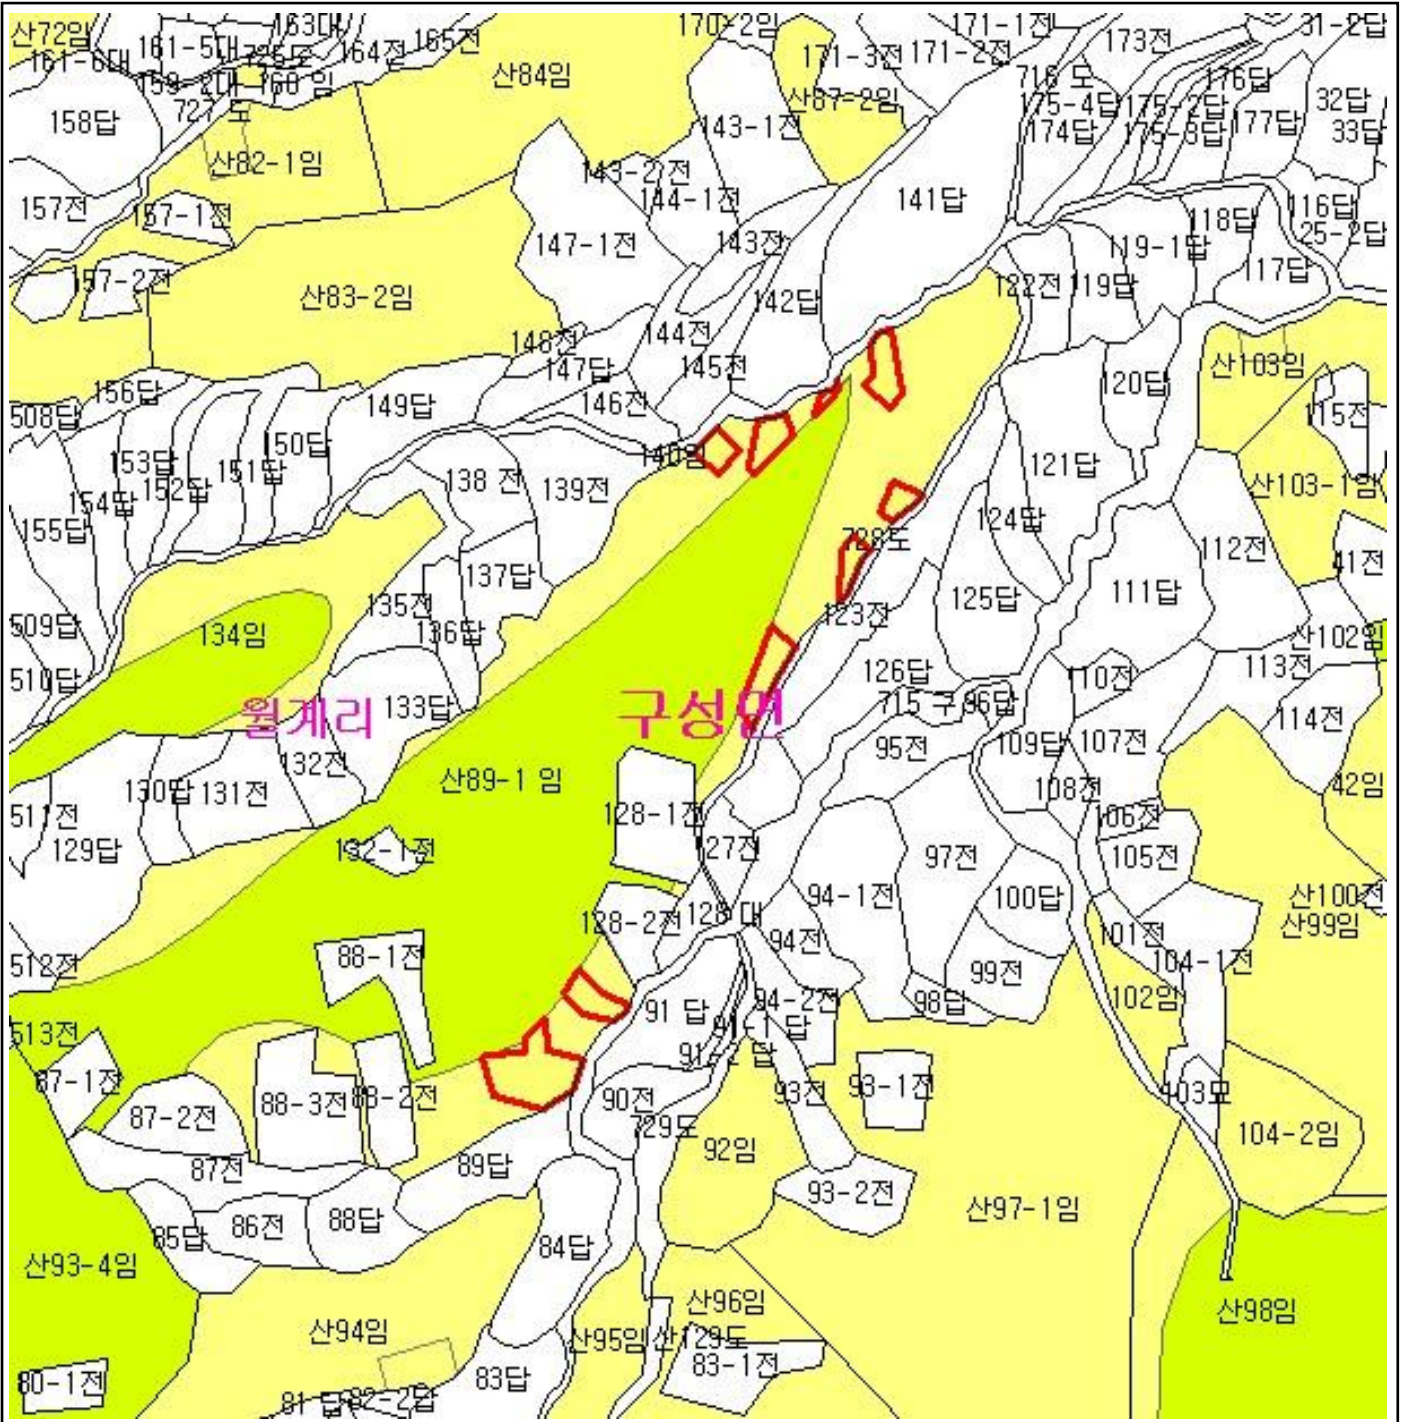 산72임
161-6대
161-5대
163대
725도
164전
165전
159-2대
760 임
727 도
158답
산84임
170-2임
171-3전
171-2전
171-1전
173전
31-2답
716 도
176답
175-4답
175-2답
174답
175-3답
177답
32답
33답
산87-2임
143-1전
산82-1임
143-2전
144-1전
141답
157전
157-1전
147-1전
143전
118답
116답
119-1답
117답
25-2답
157-2전
산83-2임
142답
122전
119답
148전
144전
147답
145전
146전
156답
149답
508답
150답
120답
산103임
115전
153답
151답
152답
154답
155답
138 전
139전
140임
121답
124답
산103-1임
112전
41전
728도
137답
135전
136답
125답
111답
123전
509답
134임
산102임
113전
510답
133답
126답
110전
715 구
96답
114전
월계리
구성면
95전
109답
107전
132전
130답
131전
산89-1 임
108전
42임
511전
129답
128-1전
106전
132-1전
127전
97전
105전
94-1전
100답
산100전
산99임
128-2전
128 대
94전
101전
104-1전
88-1전
512전
99전
102임
98답
91 답
94-2전
91-1 답
513전
87-1전
88-3전
88-2전
90전
93전
93-1전
403묘
87-2전
729도
92임
104-2임
87전
89답
93-2전
85답
86전
88답
84답
산97-1임
산93-4임
산96임
산98임
산94임
산95임
산129도
83-1전
83답
80-1전
81 답
82-2답